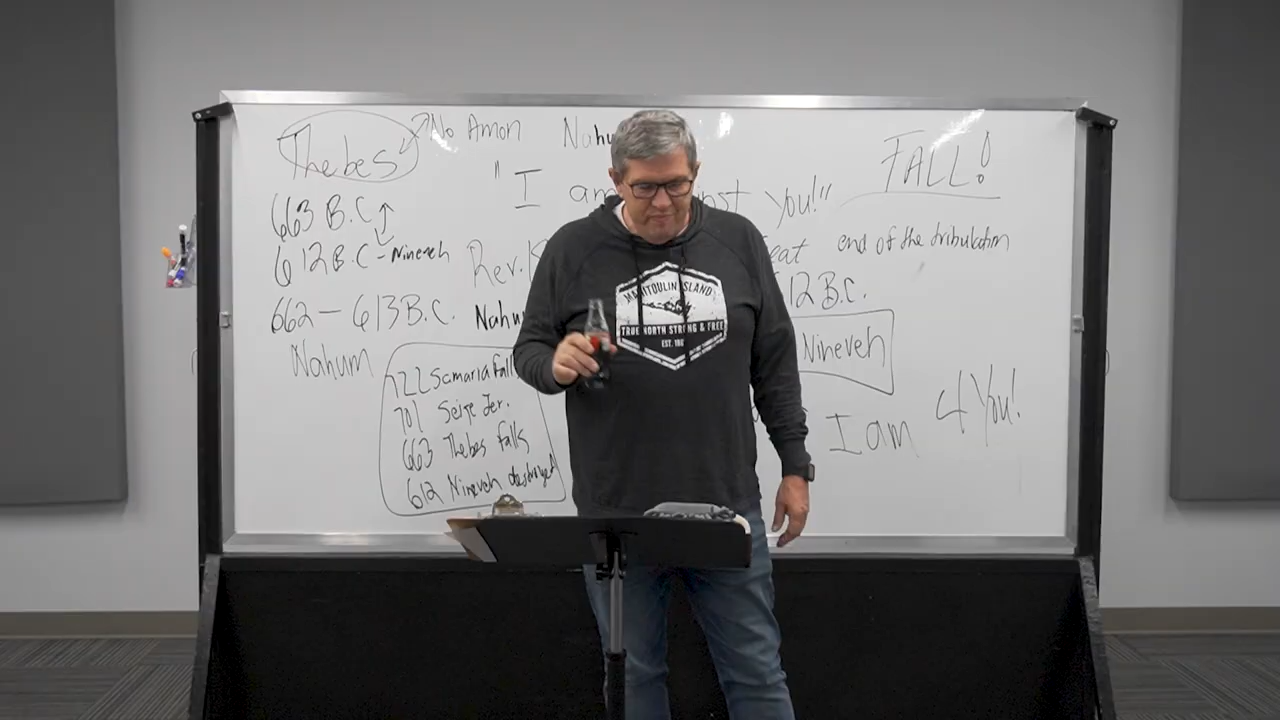 Thebes No Amon Nahu
FALL!
"I am nst you!"
663 B.C
612 B.C - Nineveh
Rev. eat end of the tribulation
662 - 613 B.C. Nahu 12 B.C.
Nahum
Nineveh
722 Samaria Fall
701 Seige Jer.
663 Thebes falls
612 Nineveh destroyed
I am 4 You!
MANITOULIN ISLAND
TRUE NORTH STRONG & FREE